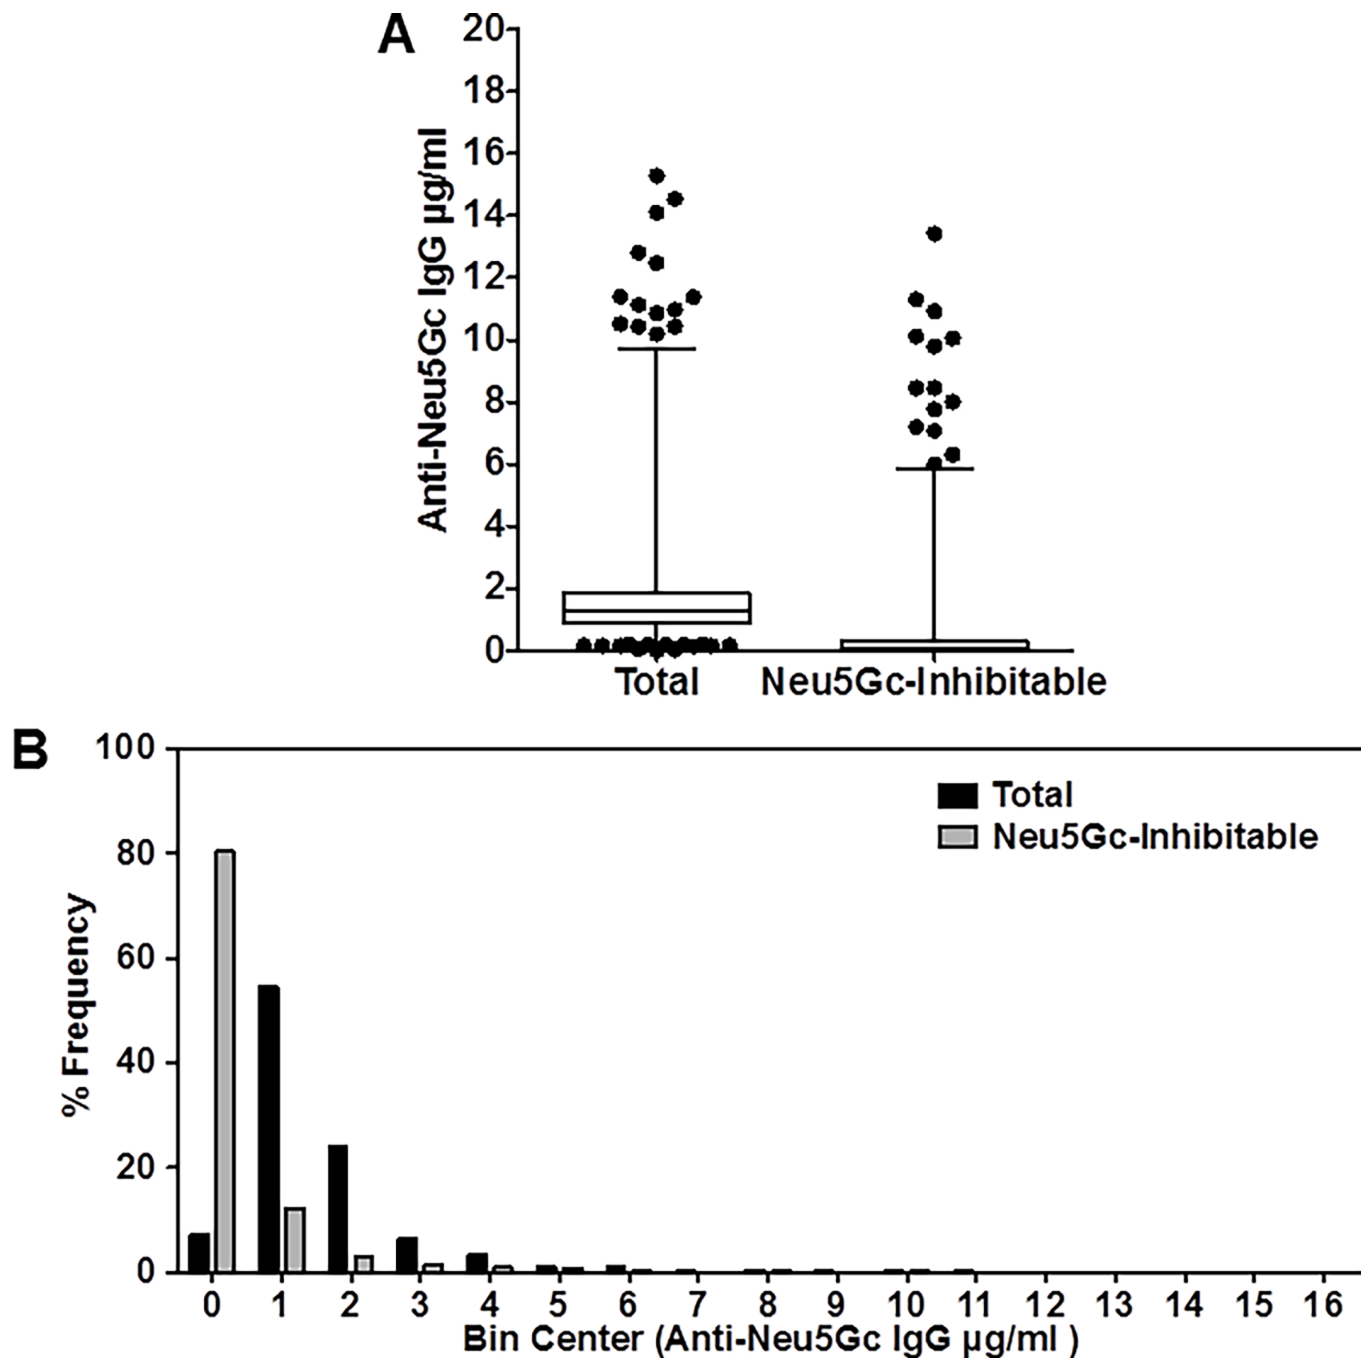 A
20
18
16
14
12
10
8
6
4
2
0
Anti-Neu5Gc IgG µg/ml
Total Neu5Gc-Inhibitable
B
100
80
60
40
20
0
% Frequency
Total
Neu5Gc-Inhibitable
0 1 2 3 4 5 6 7 8 9 10 11 12 13 14 15 16
Bin Center (Anti-Neu5Gc IgG µg/ml )